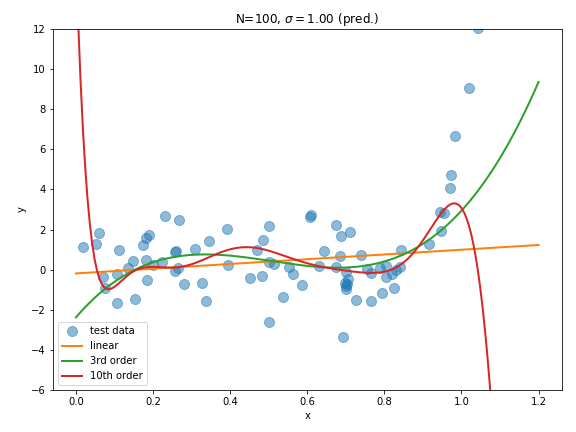 N=100, σ = 1.00 (pred.)
12
10
8
6
4
2
0
−2
−4
−6
y
test data
linear
3rd order
10th order
0.0 0.2 0.4 0.6 0.8 1.0 1.2
x